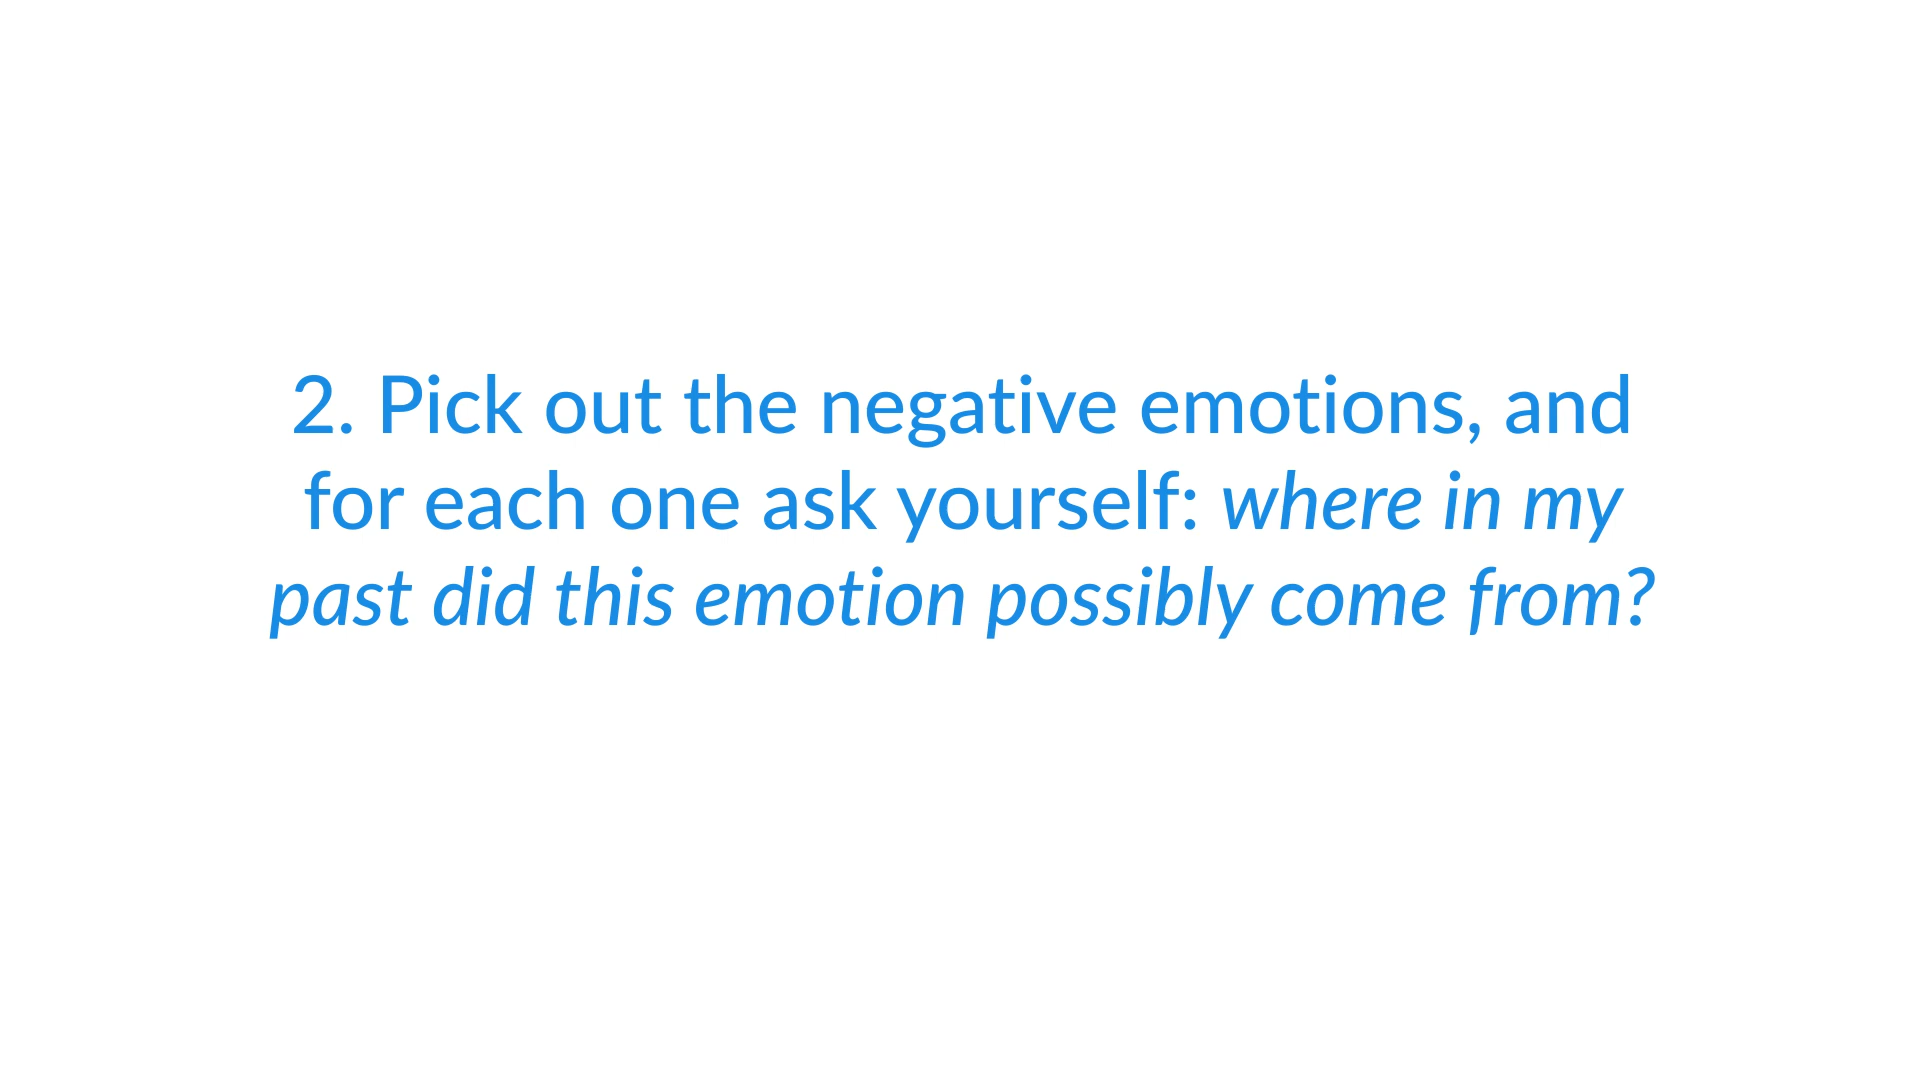 2. Pick out the negative emotions, and
for each one ask yourself: where in my
past did this emotion possibly come from?